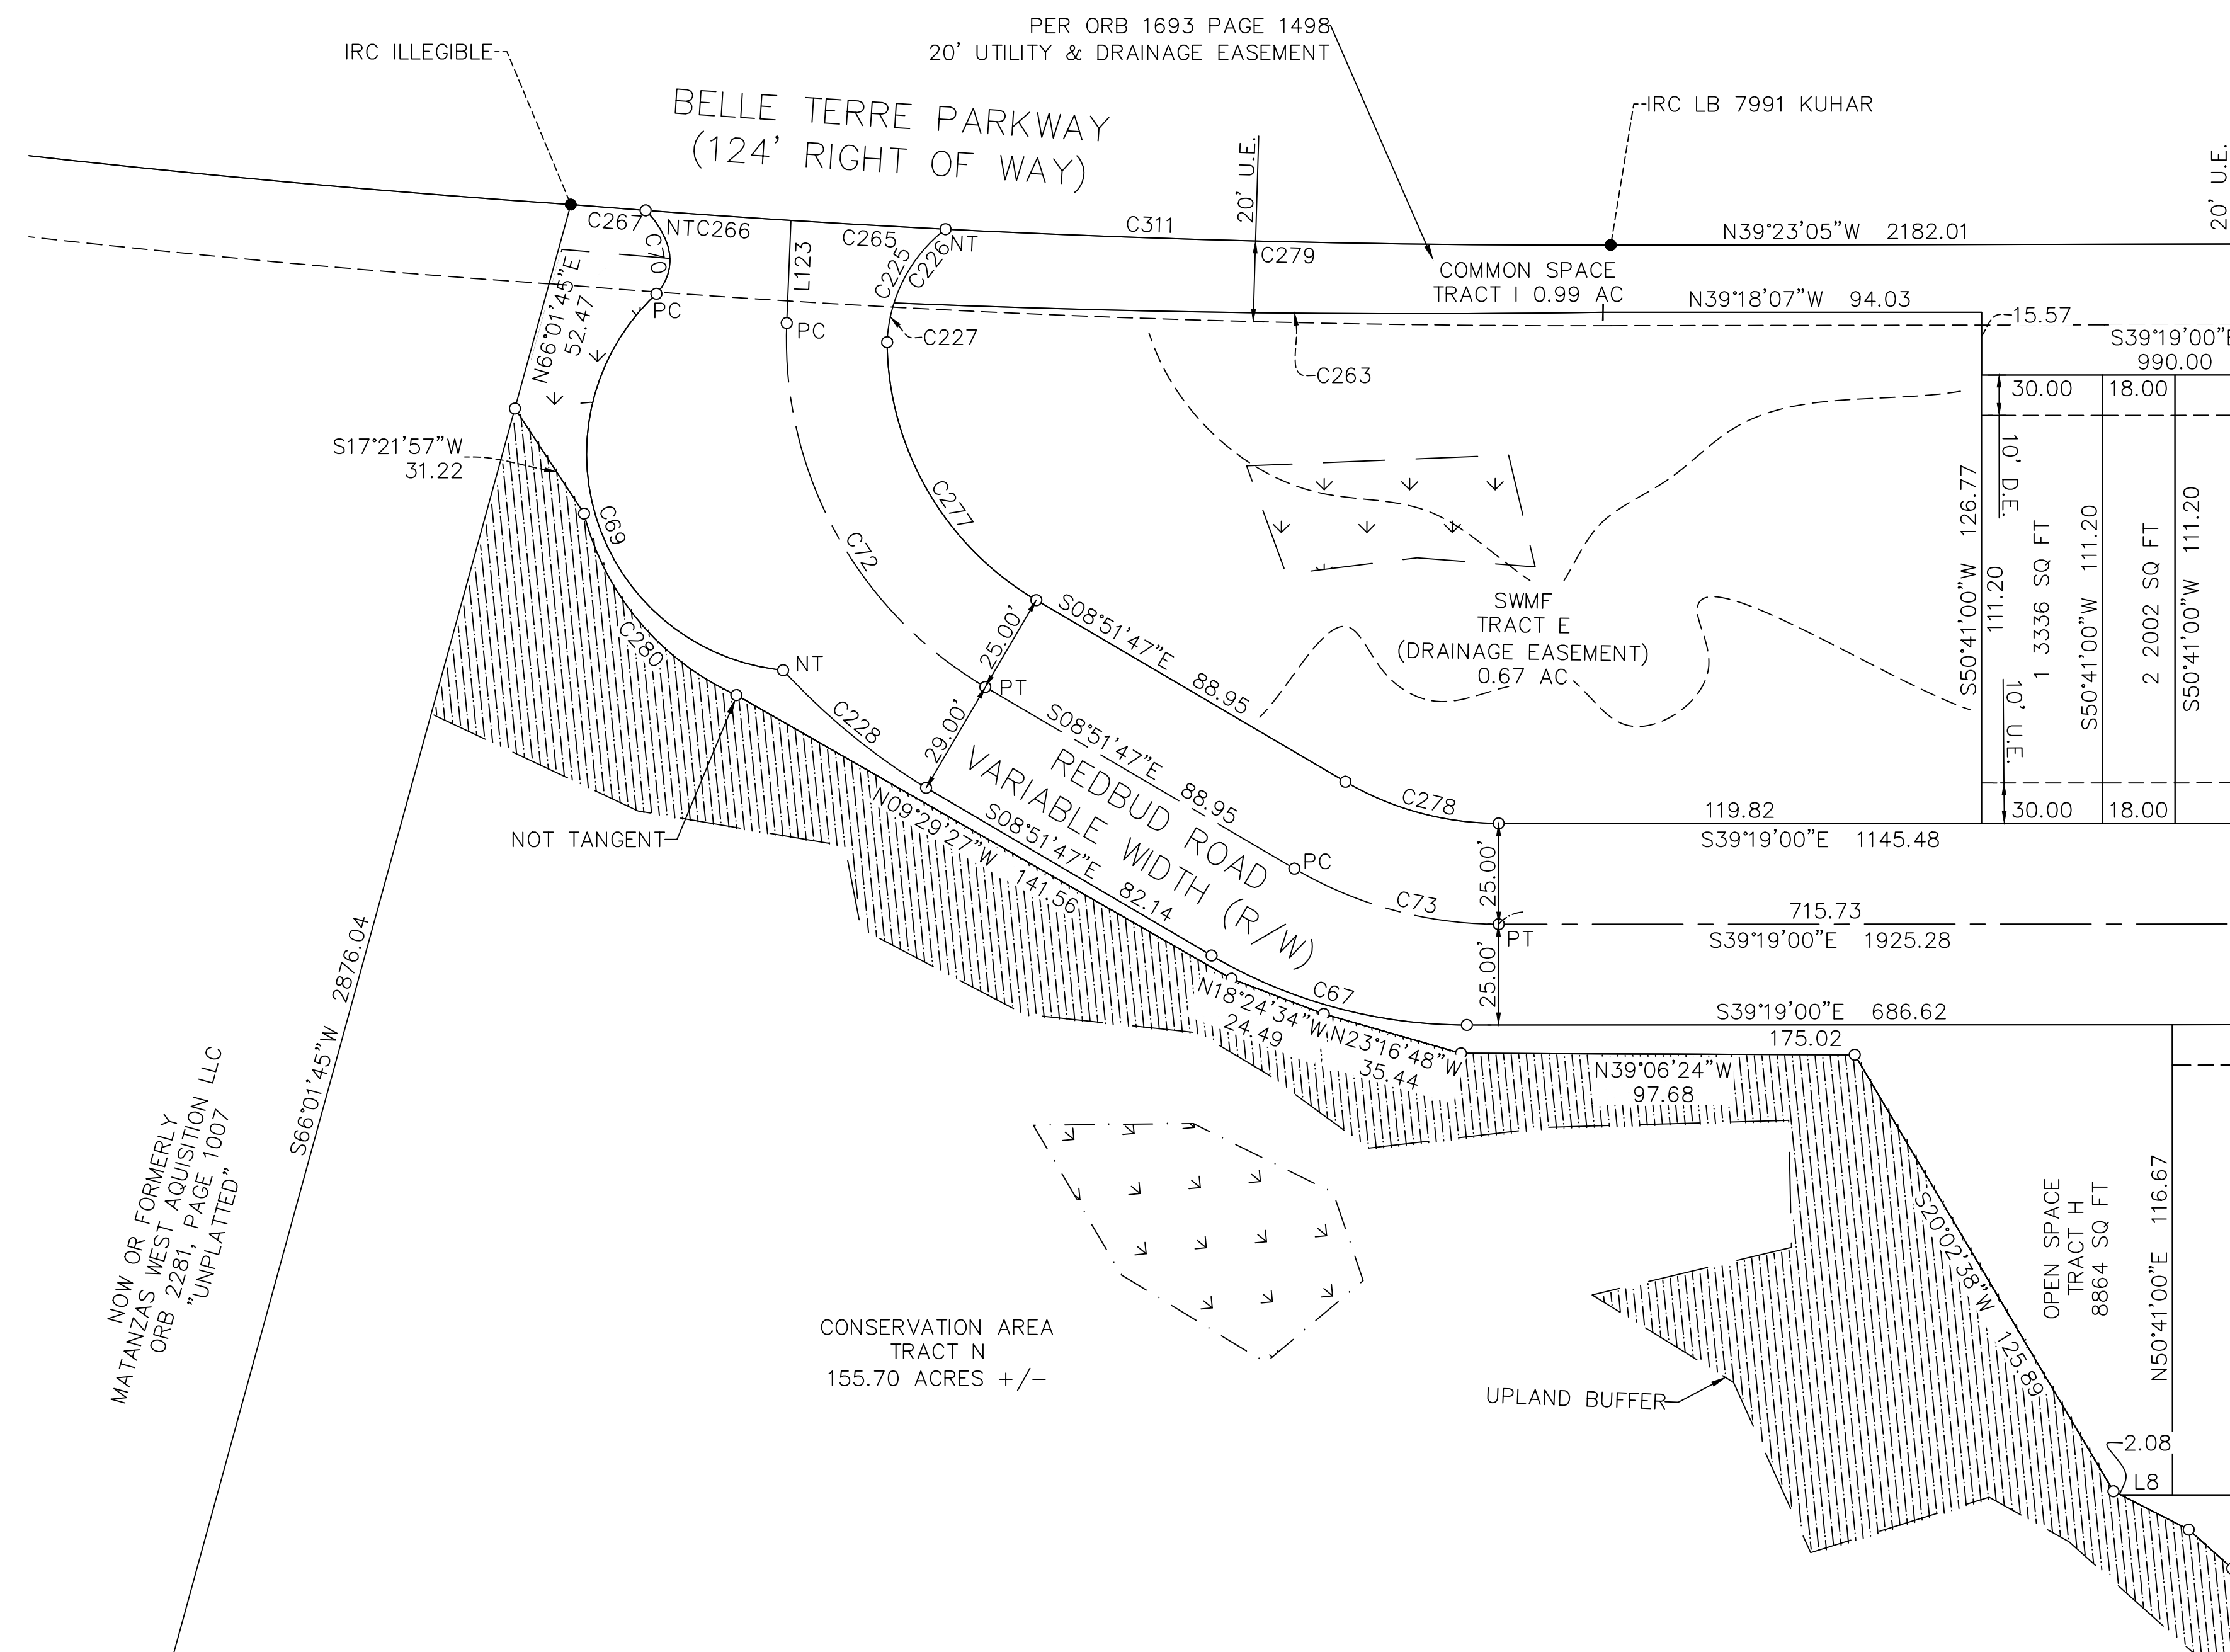 PER ORB 1693 PAGE 1498
20' UTILITY & DRAINAGE EASEMENT
IRC ILLEGIBLE
BELLE TERRE PARKWAY
(124' RIGHT OF WAY)
IRC LB 7991 KUHAR
20' U.E.
20' U.E.
C267
NT
C266
C265
NT
C311
C279
N39°23'05"W 2182.01
C70
L123
C225
C226
COMMON SPACE
TRACT I 0.99 AC
N39°18'07"W 94.03
15.57
S39°19'00"E
990.00
PC
PC
C227
C263
N66°01'45"E
52.47
30.00
18.00
S17°21'57"W
31.22
10' D.E.
S50°41'00"W 126.77
111.20
1 3336 SQ FT
S50°41'00"W 111.20
2 2002 SQ FT
S50°41'00"W 111.20
C69
C277
C72
SWMF
TRACT E
(DRAINAGE EASEMENT)
0.67 AC
S08°51'47"E 88.95
25.00'
C280
NT
PT
C228
29.00'
S08°51'47"E 88.95
10' U.E.
REDBUD ROAD
VARIABLE WIDTH (R/W)
C278
119.82
30.00
18.00
S39°19'00"E 1145.48
NOT TANGENT
N09°29'27"W 141.56
S08°51'47"E 82.14
PC
25.00'
C73
PT
715.73
S39°19'00"E 1925.28
25.00'
C67
S39°19'00"E 686.62
175.02
N18°24'34"W
24.49
N23°16'48"W
35.44
N39°06'24"W
97.68
S66°01'45"W 2876.04
NOW OR FORMERLY
MATANZAS WEST AQUISITION LLC
ORB 2281, PAGE 1007
"UNPLATTED"
S20°02'38"W 125.89
OPEN SPACE
TRACT H
8864 SQ FT
N50°41'00"E 116.67
CONSERVATION AREA
TRACT N
155.70 ACRES +/-
UPLAND BUFFER
2.08
L8